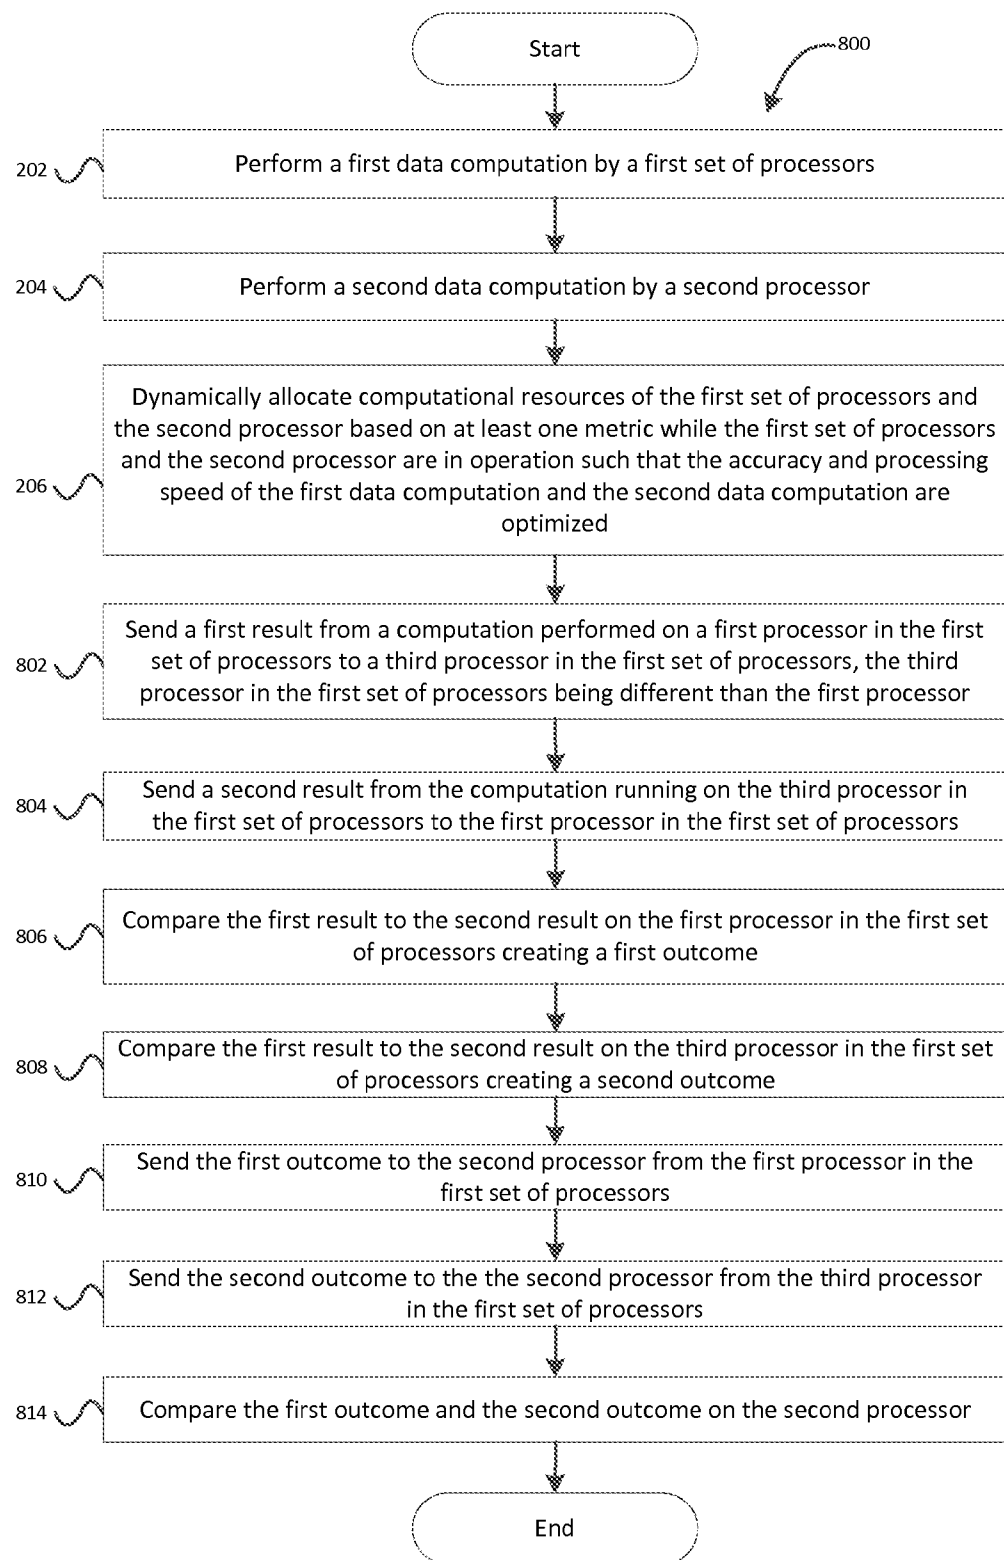 Start
800
202
Perform a first data computation by a first set of processors
204
Perform a second data computation by a second processor
206
Dynamically allocate computational resources of the first set of processors and
the second processor based on at least one metric while the first set of processors
and the second processor are in operation such that the accuracy and processing
speed of the first data computation and the second data computation are
optimized
802
Send a first result from a computation performed on a first processor in the first
set of processors to a third processor in the first set of processors, the third
processor in the first set of processors being different than the first processor
804
Send a second result from the computation running on the third processor in
the first set of processors to the first processor in the first set of processors
806
Compare the first result to the second result on the first processor in the first set
of processors creating a first outcome
808
Compare the first result to the second result on the third processor in the first set
of processors creating a second outcome
810
Send the first outcome to the second processor from the first processor in the
first set of processors
812
Send the second outcome to the the second processor from the third processor
in the first set of processors
814
Compare the first outcome and the second outcome on the second processor
End